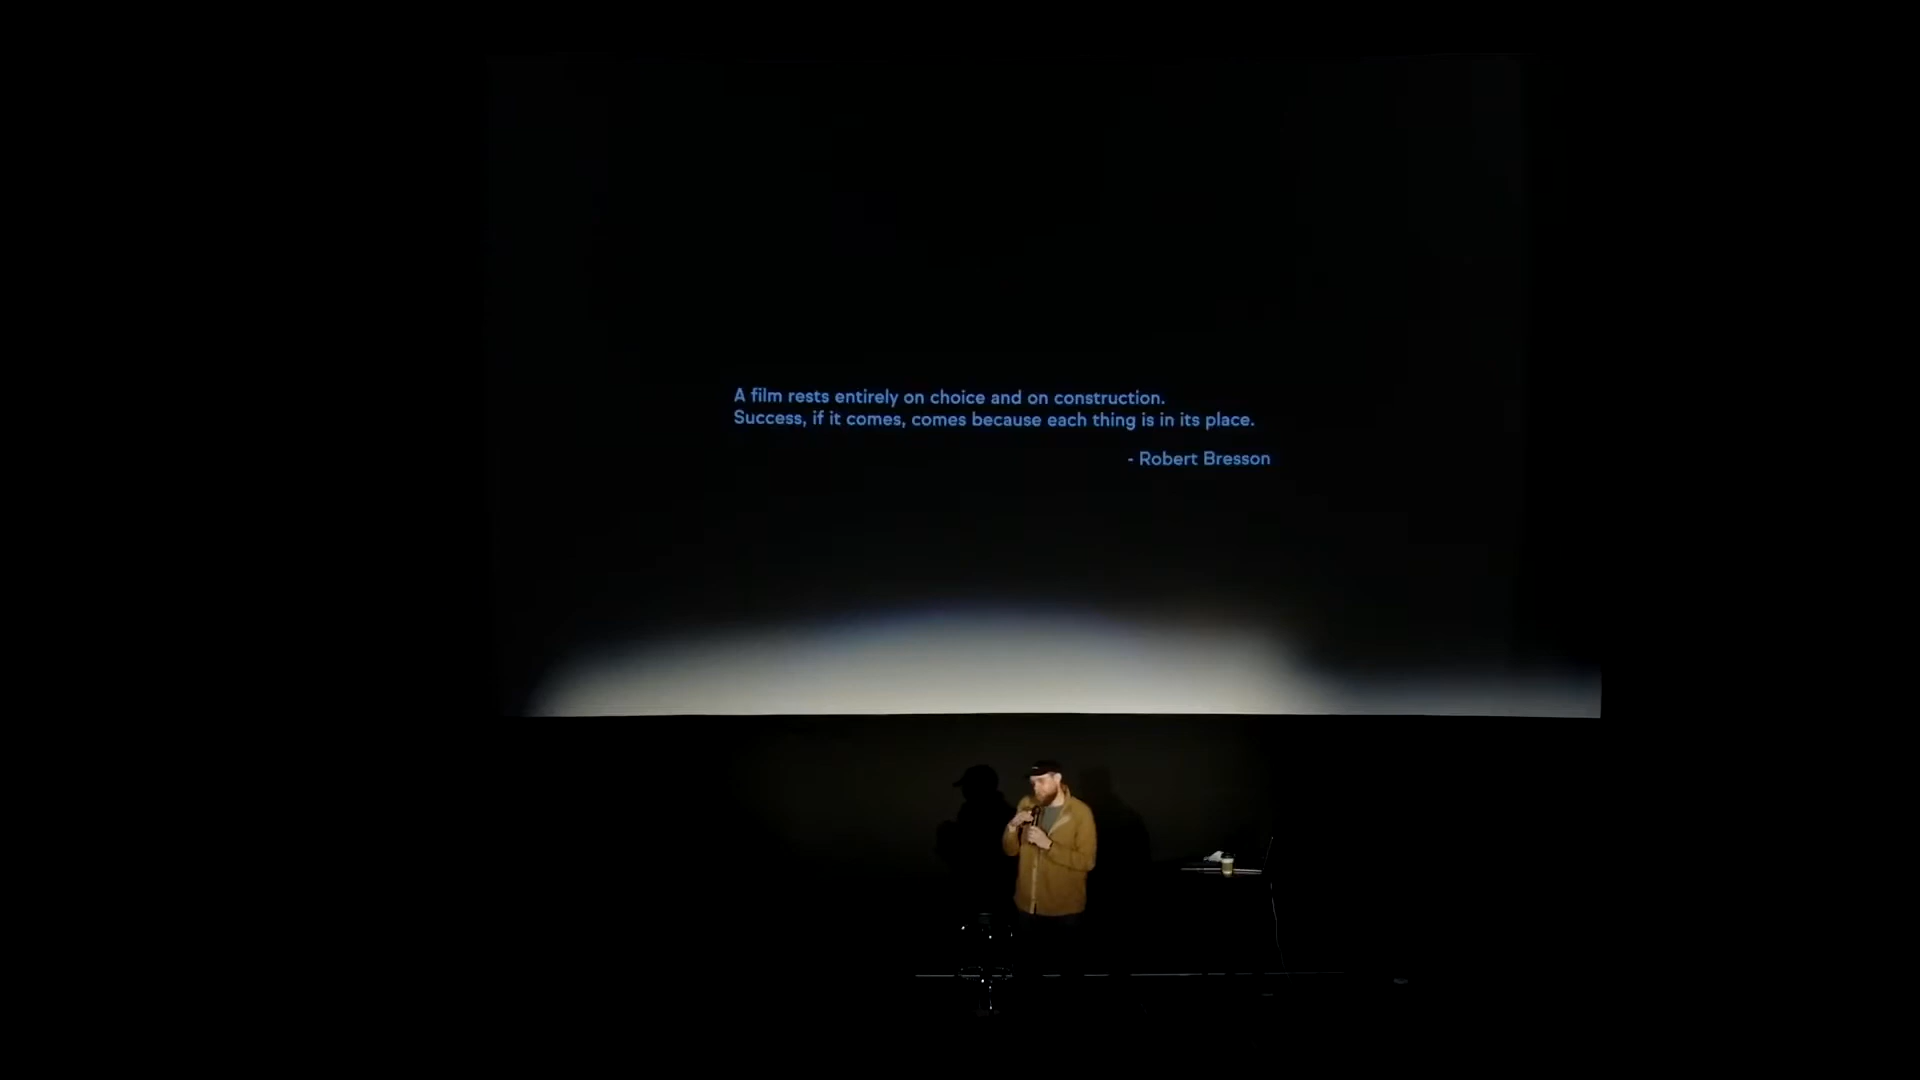 A film rests entirely on choice and on construction.
Success, if it comes, comes because each thing is in its place.
- Robert Bresson